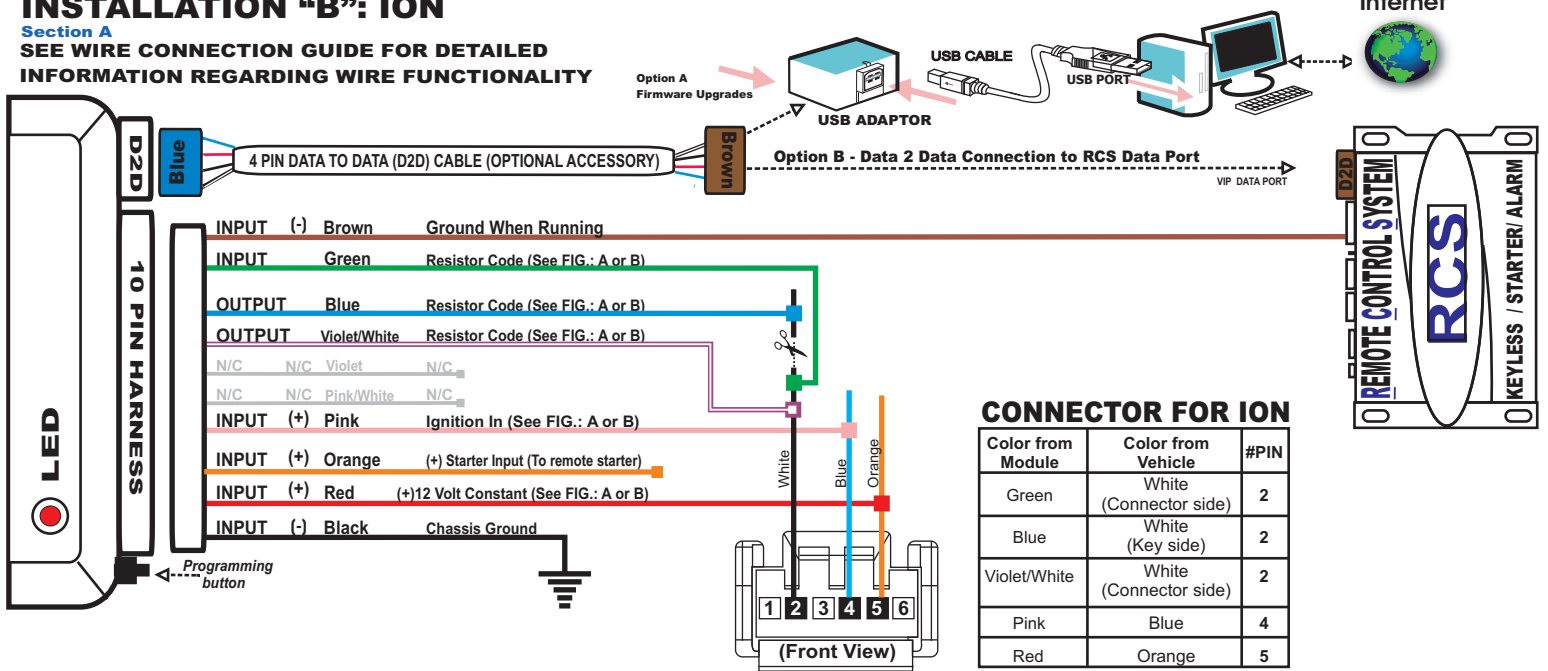 INSTALLATION “B”: ION
Section A
SEE WIRE CONNECTION GUIDE FOR DETAILED
INFORMATION REGARDING WIRE FUNCTIONALITY
Internet
Option A
Firmware Upgrades
USB CABLE
USB PORT
USB ADAPTOR
D2D
Blue
4 PIN DATA TO DATA (D2D) CABLE (OPTIONAL ACCESSORY)
Brown
Option B - Data 2 Data Connection to RCS Data Port
VIP DATA PORT
D2D
REMOTE CONTROL SYSTEM
RCS
KEYLESS / STARTER/ ALARM
10 PIN HARNESS
LED
INPUT (-) Brown Ground When Running
INPUT Green Resistor Code (See FIG.: A or B)
OUTPUT Blue Resistor Code (See FIG.: A or B)
OUTPUT Violet/White Resistor Code (See FIG.: A or B)
N/C N/C Violet N/C
N/C N/C Pink/White N/C
INPUT (+) Pink Ignition In (See FIG.: A or B)
INPUT (+) Orange (+) Starter Input (To remote starter)
INPUT (+) Red (+)12 Volt Constant (See FIG.: A or B)
INPUT (-) Black Chassis Ground
Programming
button
White
Blue
Orange
1 2 3 4 5 6
(Front View)
CONNECTOR FOR ION
Color from Module Color from Vehicle #PIN
Green White (Connector side) 2
Blue White (Key side) 2
Violet/White White (Connector side) 2
Pink Blue 4
Red Orange 5